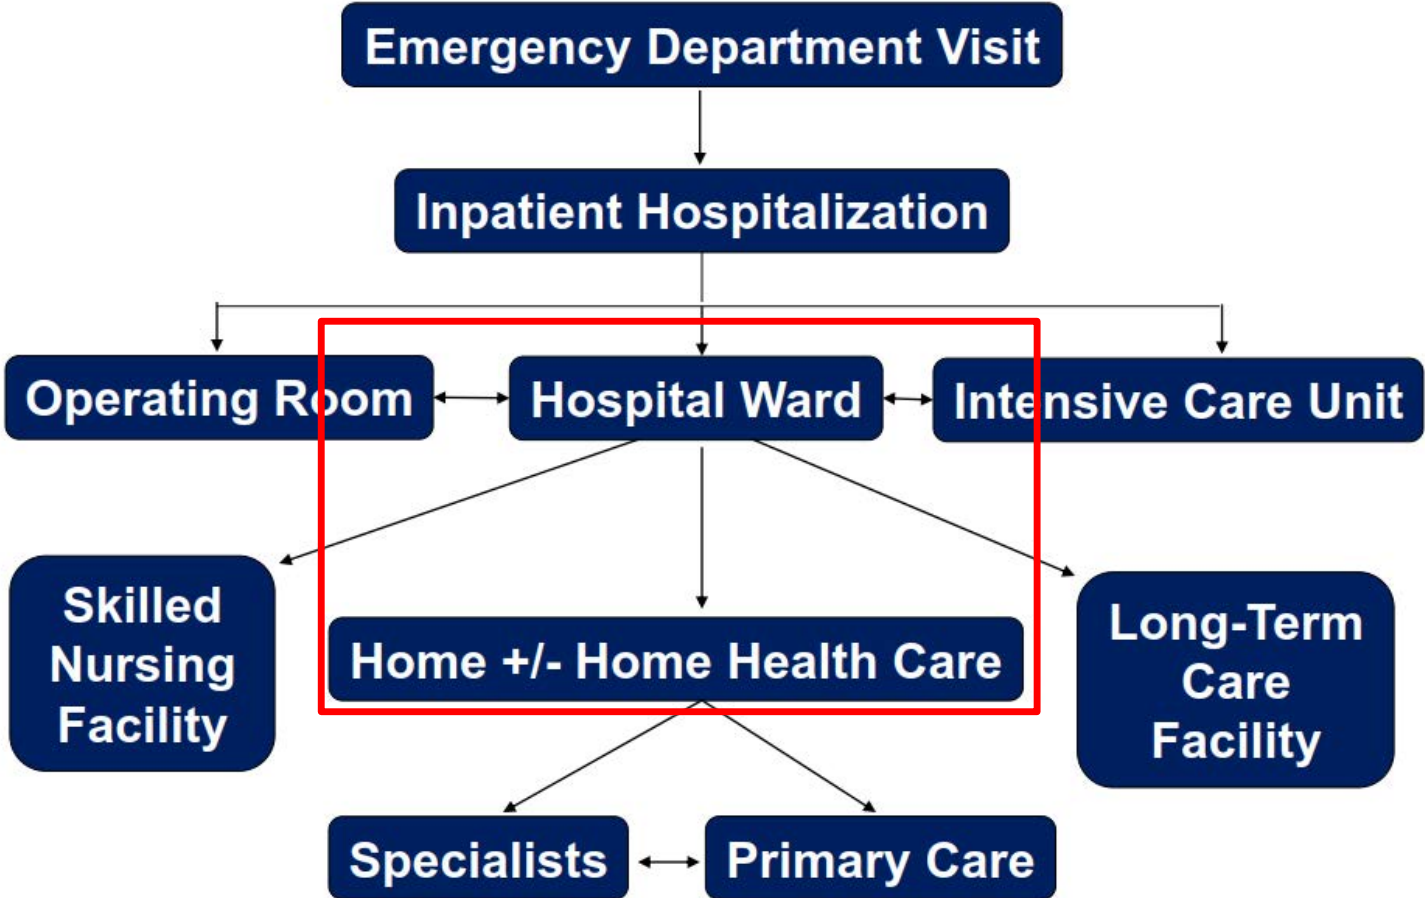 Emergency Department Visit
Inpatient Hospitalization
Operating Room
Hospital Ward
Intensive Care Unit
Skilled
Nursing
Facility
Home +/- Home Health Care
Long-Term
Care
Facility
Specialists
Primary Care